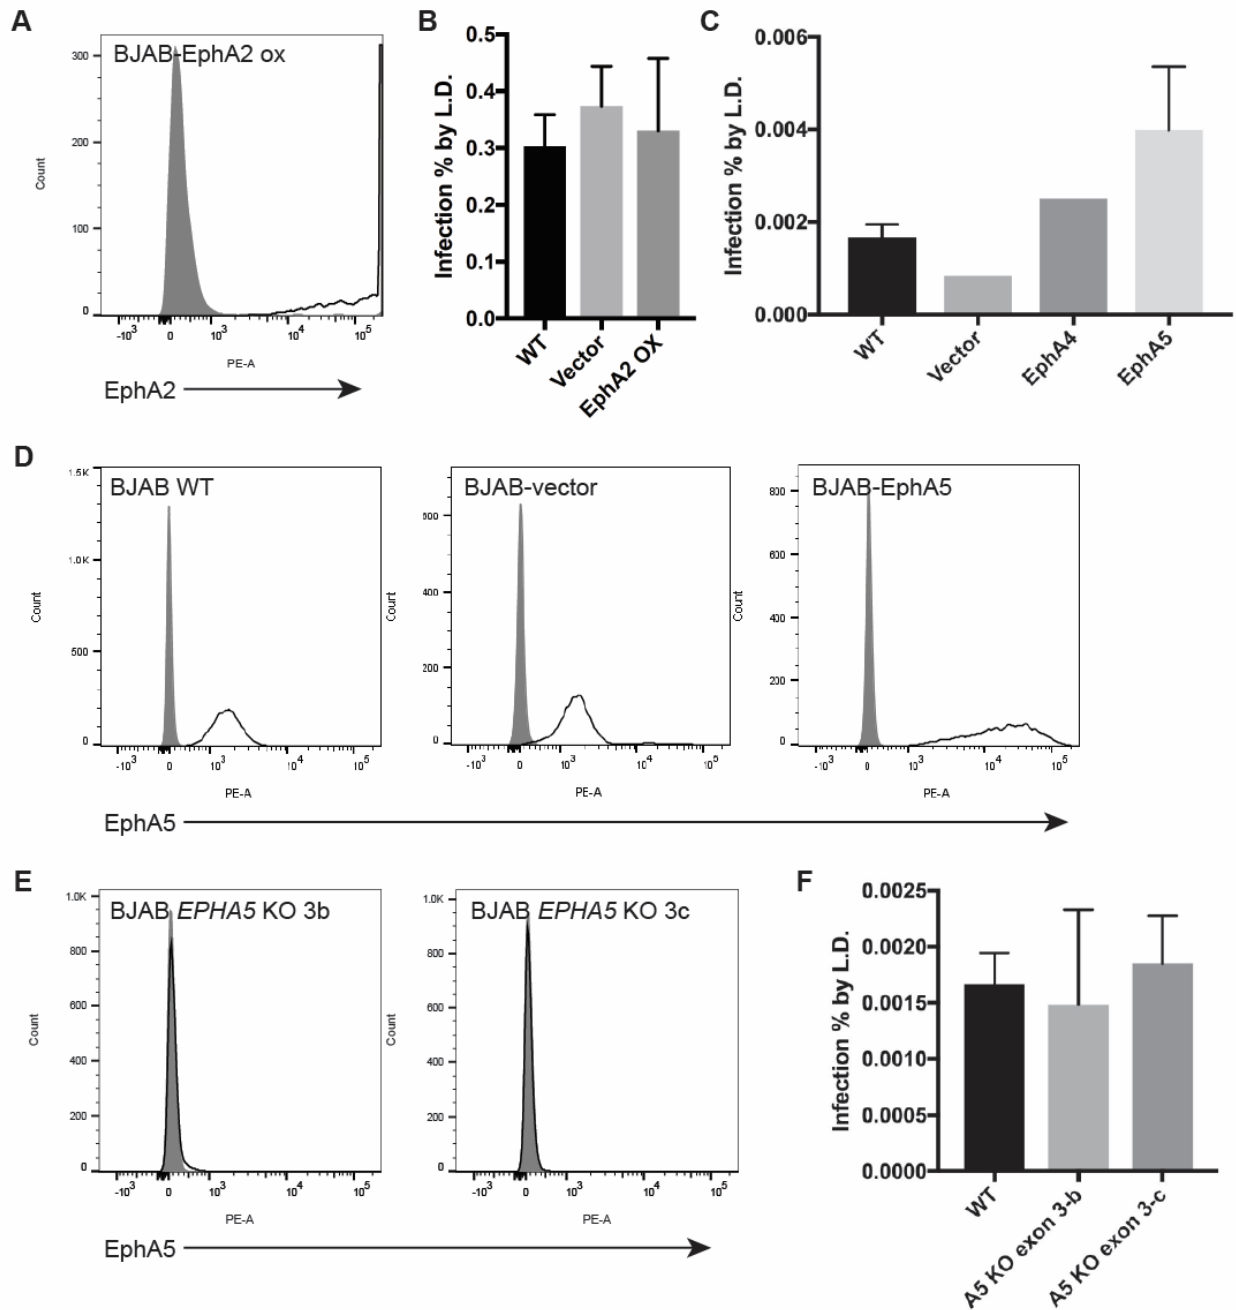 A
BJAB-EphA2 ox
300
200
100
0
Count
-10³ 0 10³ 10⁴ 10⁵
PE-A
EphA2
B
0.5
0.4
0.3
0.2
0.1
0.0
Infection % by L.D.
WT
Vector
EphA2 OX
C
0.006
0.004
0.002
0.000
Infection % by L.D.
WT
Vector
EphA4
EphA5
D
BJAB WT
1.5K
1.0K
500
0
Count
-10³ 0 10³ 10⁴ 10⁵
PE-A
BJAB-vector
600
400
200
0
Count
-10³ 0 10³ 10⁴ 10⁵
PE-A
BJAB-EphA5
800
600
400
200
0
Count
-10³ 0 10³ 10⁴ 10⁵
PE-A
EphA5
E
BJAB EPHA5 KO 3b
1.0K
800
600
400
200
0
Count
-10³ 0 10³ 10⁴ 10⁵
PE-A
BJAB EPHA5 KO 3c
1.0K
800
600
400
200
0
Count
-10³ 0 10³ 10⁴ 10⁵
PE-A
EphA5
F
0.0025
0.0020
0.0015
0.0010
0.0005
0.0000
Infection % by L.D.
WT
A5 KO exon 3-b
A5 KO exon 3-c